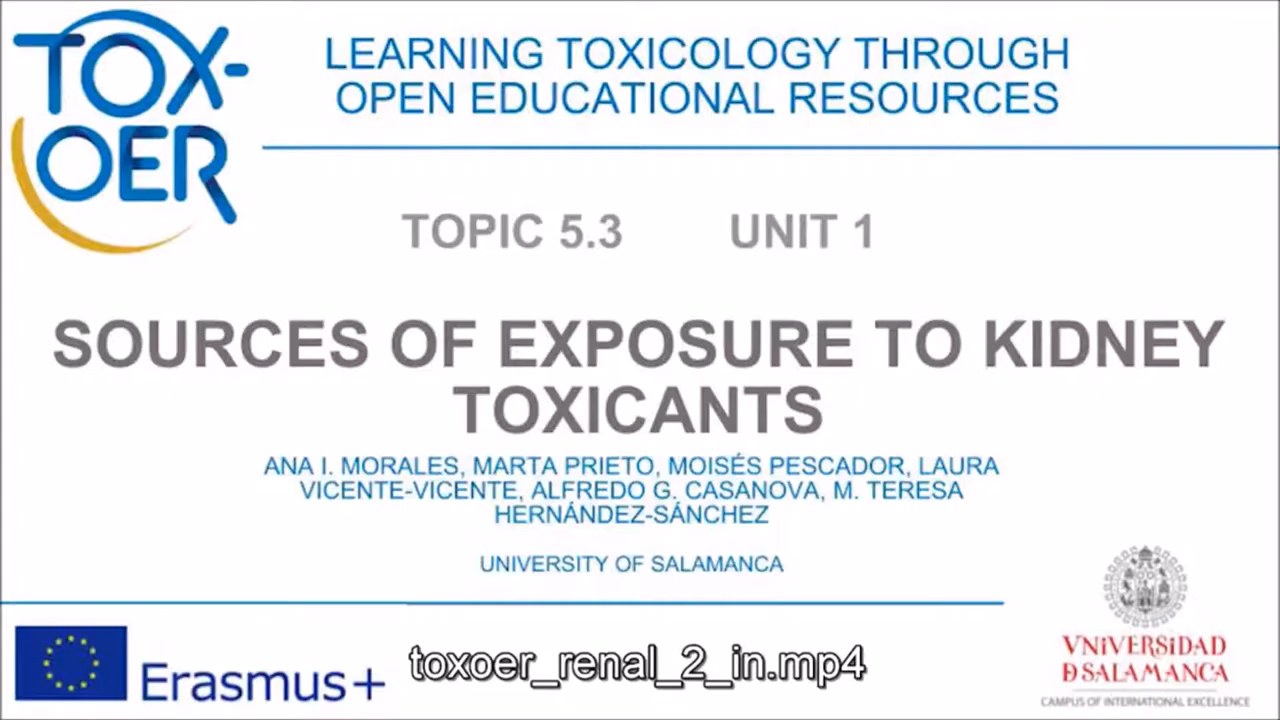 TOX-
OER
LEARNING TOXICOLOGY THROUGH
OPEN EDUCATIONAL RESOURCES
TOPIC 5.3 UNIT 1
SOURCES OF EXPOSURE TO KIDNEY
TOXICANTS
ANA I. MORALES, MARTA PRIETO, MOISÉS PESCADOR, LAURA
VICENTE-VICENTE, ALFREDO G. CASANOVA, M. TERESA
HERNÁNDEZ-SÁNCHEZ
UNIVERSITY OF SALAMANCA
Erasmus+
toxoer_renal_2_in.mp4
VNiVERSiDAD
D SALAMANCA
CAMPUS OF INTERNATIONAL EXCELLENCE